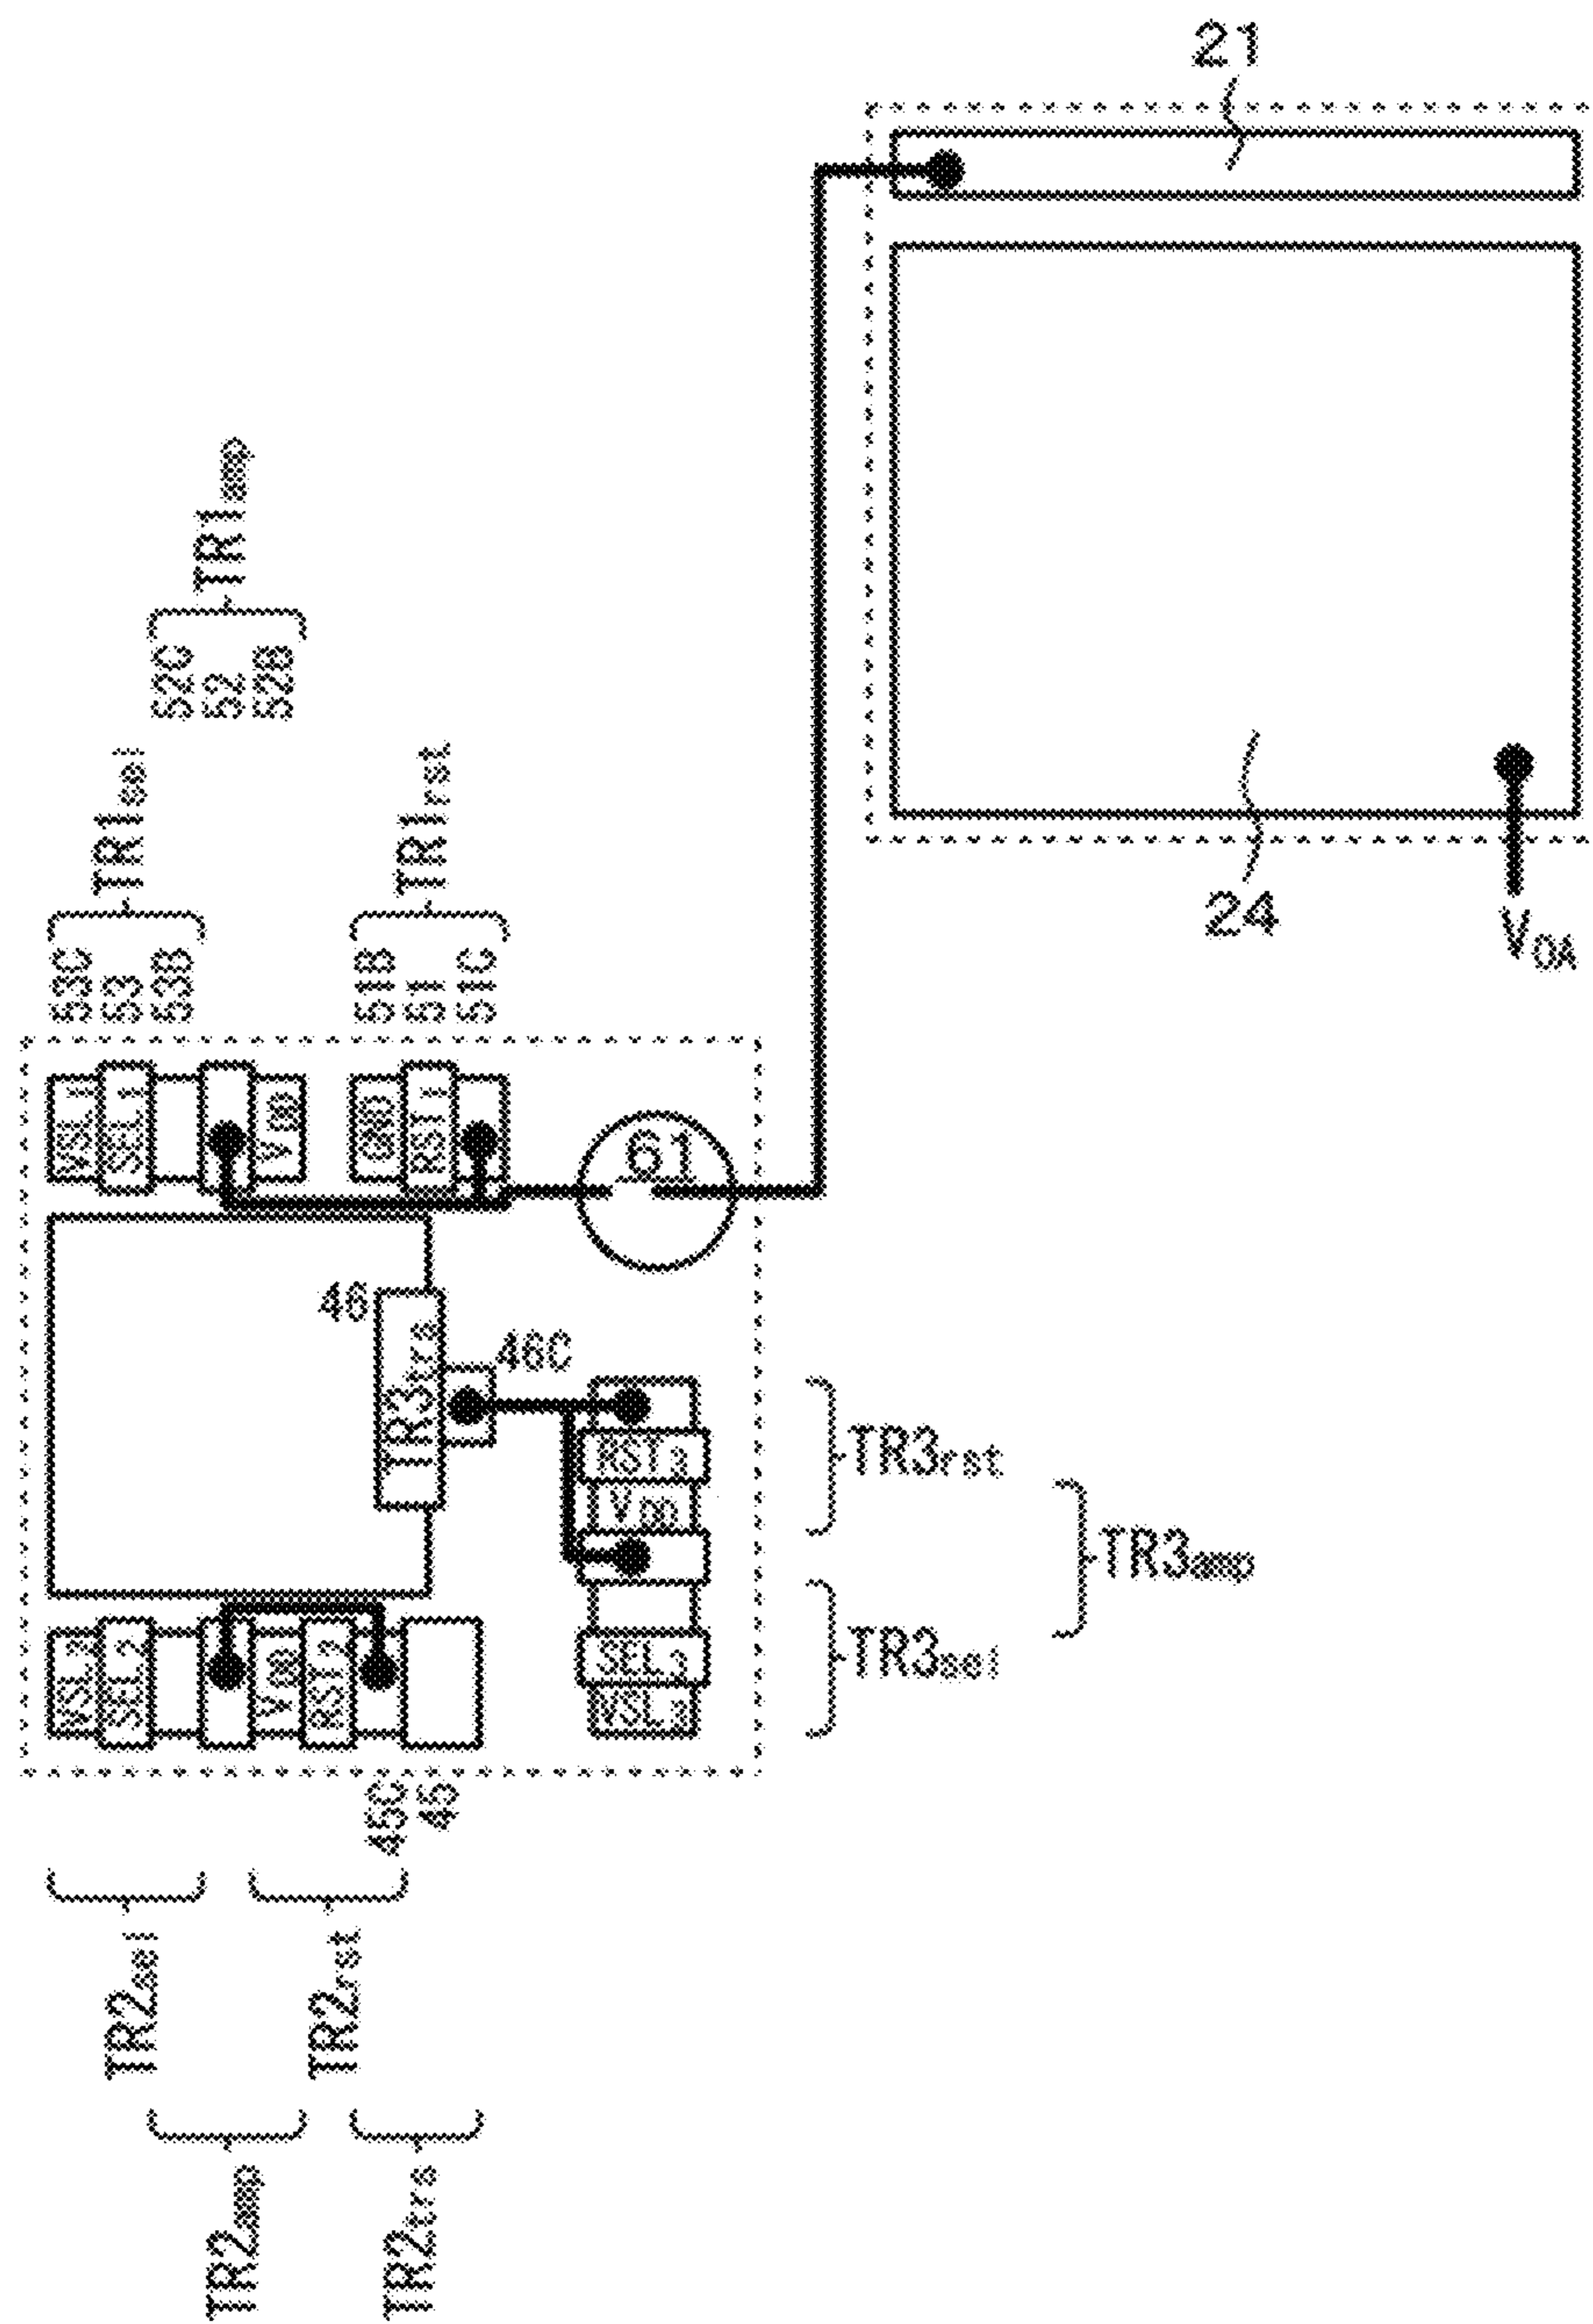 21
TR1amp
52C
52
52B
TR1sel
TR1rst
53C
53
53B
51B
51
51C
24
VOA
VSL1
SEL1
VDD
GND
RST1
61
46
TR3trs
46C
RST3
VDD
SEL3
VSL3
TR3rst
TR3amp
TR3sel
VSL2
SEL2
VDD
RST2
45C
45
TR2sel
TR2rst
TR2amp
TR2trs